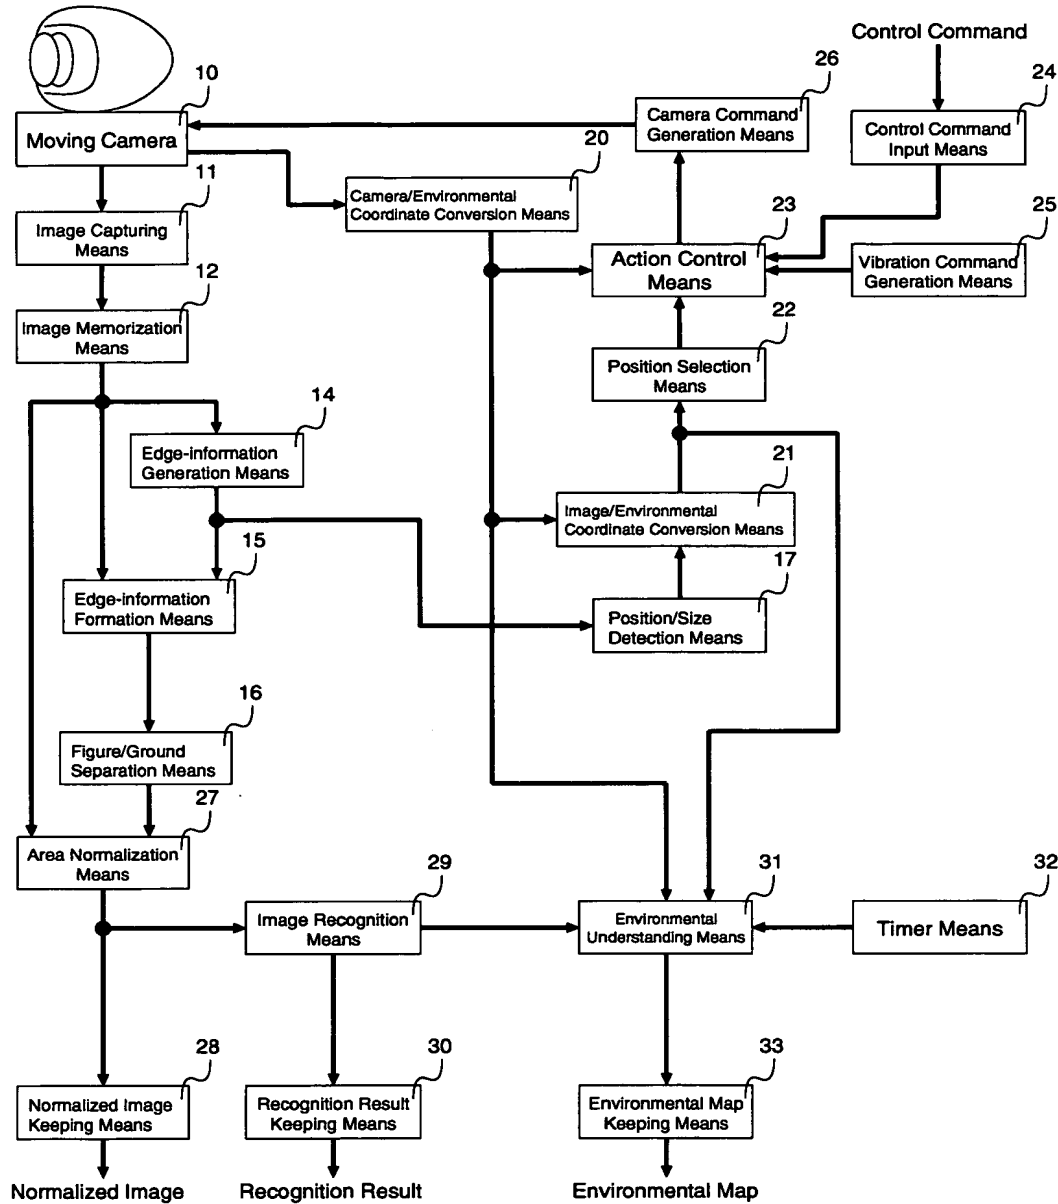 Control Command
26
24
10
Camera Command
Generation Means
Control Command
Input Means
Moving Camera
20
11
Camera/Environmental
Coordinate Conversion Means
23
25
Image Capturing
Means
Action Control
Means
Vibration Command
Generation Means
12
22
Image Memorization
Means
Position Selection
Means
14
Edge-information
Generation Means
21
Image/Environmental
Coordinate Conversion Means
15
17
Edge-information
Formation Means
Position/Size
Detection Means
16
Figure/Ground
Separation Means
27
Area Normalization
Means
29
31
32
Image Recognition
Means
Environmental
Understanding Means
Timer Means
28
30
33
Normalized Image
Keeping Means
Recognition Result
Keeping Means
Environmental Map
Keeping Means
Normalized Image
Recognition Result
Environmental Map